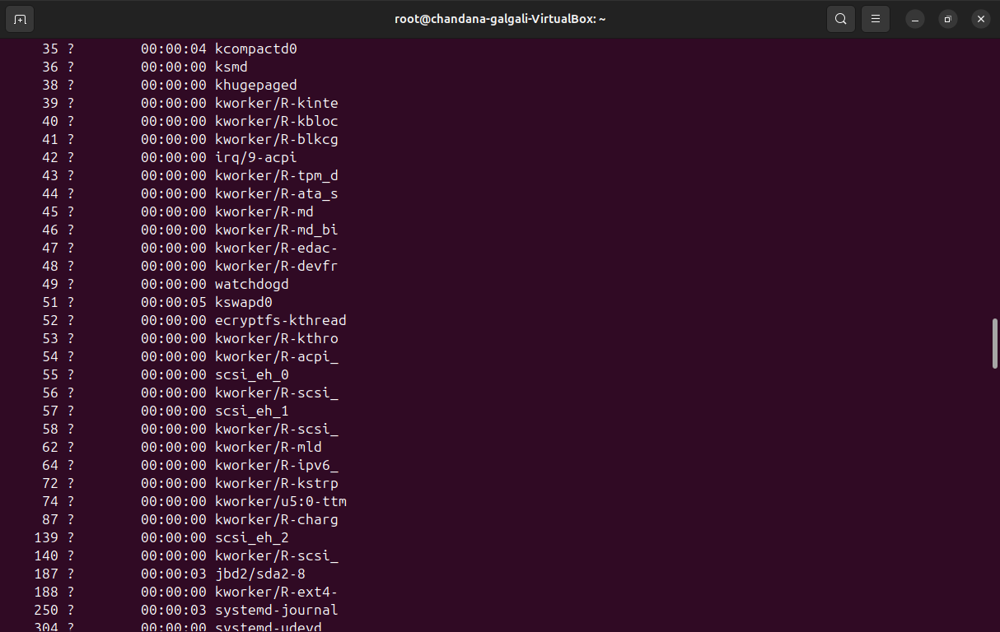 root@chandana-galgali-VirtualBox: ~
35 ? 00:00:04 kcompactd0
36 ? 00:00:00 ksmd
38 ? 00:00:00 khugepaged
39 ? 00:00:00 kworker/R-kinte
40 ? 00:00:00 kworker/R-kbloc
41 ? 00:00:00 kworker/R-blkcg
42 ? 00:00:00 irq/9-acpi
43 ? 00:00:00 kworker/R-tpm_d
44 ? 00:00:00 kworker/R-ata_s
45 ? 00:00:00 kworker/R-md
46 ? 00:00:00 kworker/R-md_bi
47 ? 00:00:00 kworker/R-edac-
48 ? 00:00:00 kworker/R-devfr
49 ? 00:00:00 watchdogd
51 ? 00:00:05 kswapd0
52 ? 00:00:00 ecryptfs-kthread
53 ? 00:00:00 kworker/R-kthro
54 ? 00:00:00 kworker/R-acpi_
55 ? 00:00:00 scsi_eh_0
56 ? 00:00:00 kworker/R-scsi_
57 ? 00:00:00 scsi_eh_1
58 ? 00:00:00 kworker/R-scsi_
62 ? 00:00:00 kworker/R-mld
64 ? 00:00:00 kworker/R-ipv6_
72 ? 00:00:00 kworker/R-kstrp
74 ? 00:00:00 kworker/u5:0-ttm
87 ? 00:00:00 kworker/R-charg
139 ? 00:00:00 scsi_eh_2
140 ? 00:00:00 kworker/R-scsi_
187 ? 00:00:03 jbd2/sda2-8
188 ? 00:00:00 kworker/R-ext4-
250 ? 00:00:03 systemd-journal
304 ? 00:00:00 systemd-udevd